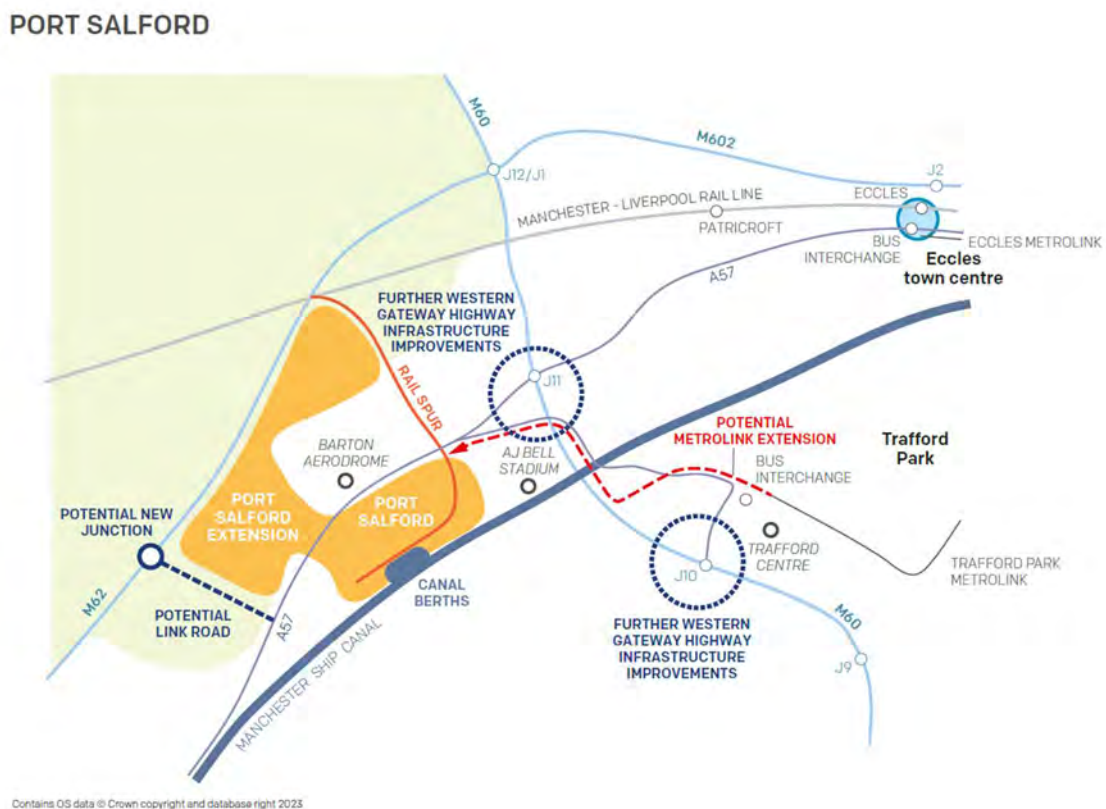 PORT SALFORD
M60
M602
J12/J1
J2
ECCLES
MANCHESTER - LIVERPOOL RAIL LINE
PATRICROFT
BUS
INTERCHANGE
ECCLES METROLINK
Eccles
town centre
A57
FURTHER WESTERN
GATEWAY HIGHWAY
INFRASTRUCTURE
IMPROVEMENTS
J11
RAIL SPUR
BARTON
AERODROME
AJ BELL
STADIUM
POTENTIAL
METROLINK EXTENSION
BUS
INTERCHANGE
Trafford
Park
PORT
SALFORD
EXTENSION
PORT
SALFORD
POTENTIAL NEW
JUNCTION
TRAFFORD
CENTRE
TRAFFORD PARK
METROLINK
J10
CANAL
BERTHS
M62
POTENTIAL
LINK ROAD
A57
MANCHESTER SHIP CANAL
FURTHER WESTERN
GATEWAY HIGHWAY
INFRASTRUCTURE
IMPROVEMENTS
M60
J9
Contains OS data © Crown copyright and database right 2023